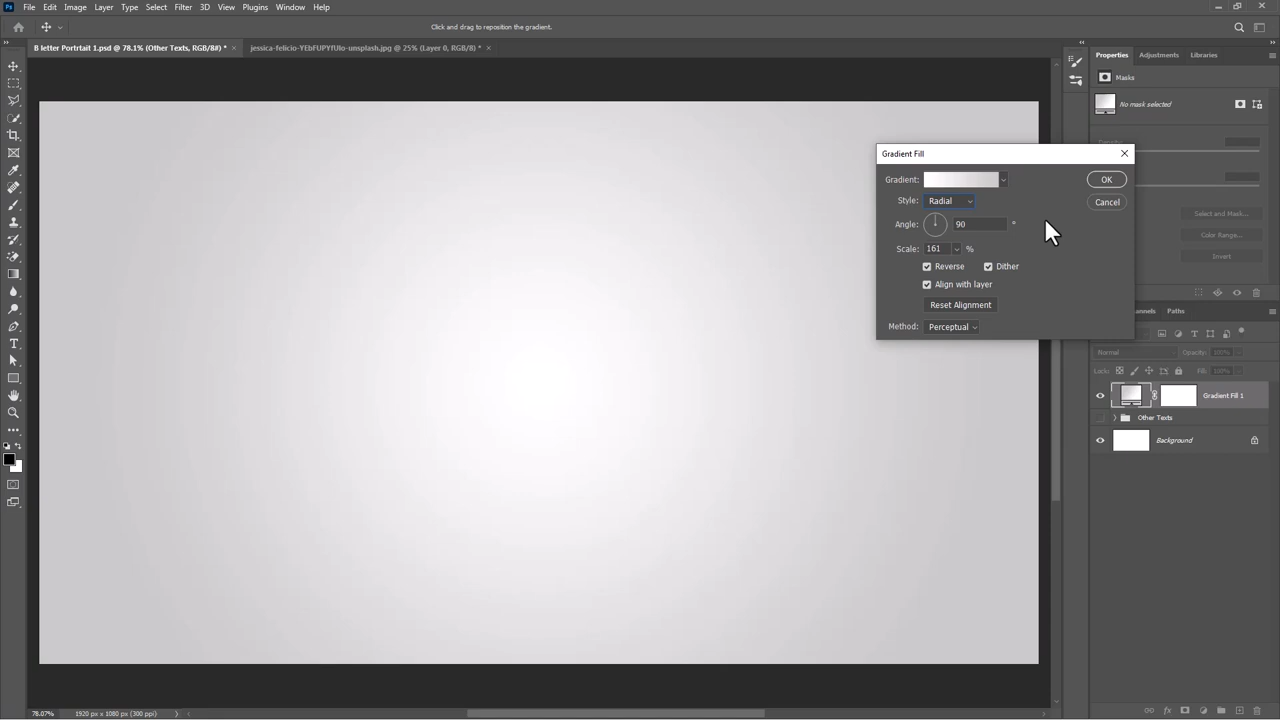 Ps File Edit Image Layer Type Select Filter 3D View Plugins Window Help
Click and drag to reposition the gradient.
B letter Portrtait 1.psd @ 78.1% (Other Texts, RGB/8#) *
jessica-felicio-YEbFUPYfUIo-unsplash.jpg @ 25% (Layer 0, RGB/8) *
Properties Adjustments Libraries
Masks
No mask selected
Gradient Fill
Gradient:
OK
Style: Radial
Cancel
Angle: 90 °
Scale: 161 %
Reverse Dither
Align with layer
Reset Alignment
Method: Perceptual
Select and Mask...
Color Range...
Invert
Paths
Normal Opacity: 100%
Lock: Fill: 100%
Gradient Fill 1
Other Texts
Background
78.07% 1920 px x 1080 px (300 ppi)